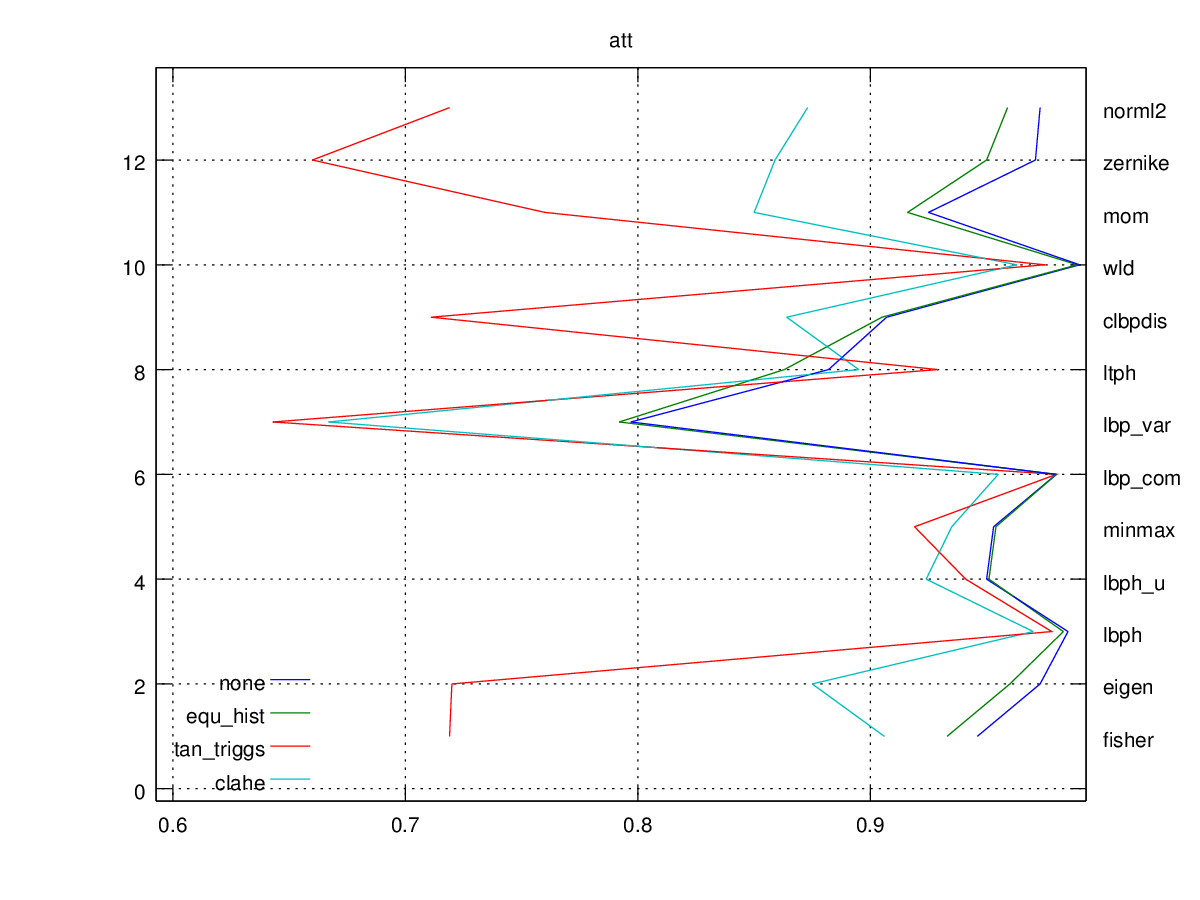 att
norml2
12 zernike
mom
10 wld
clbpdis
8 ltph
lbp_var
6 lbp_com
minmax
4 lbph_u
lbph
none 2 eigen
equ_hist
tan_triggs fisher
clahe
0
0.6 0.7 0.8 0.9